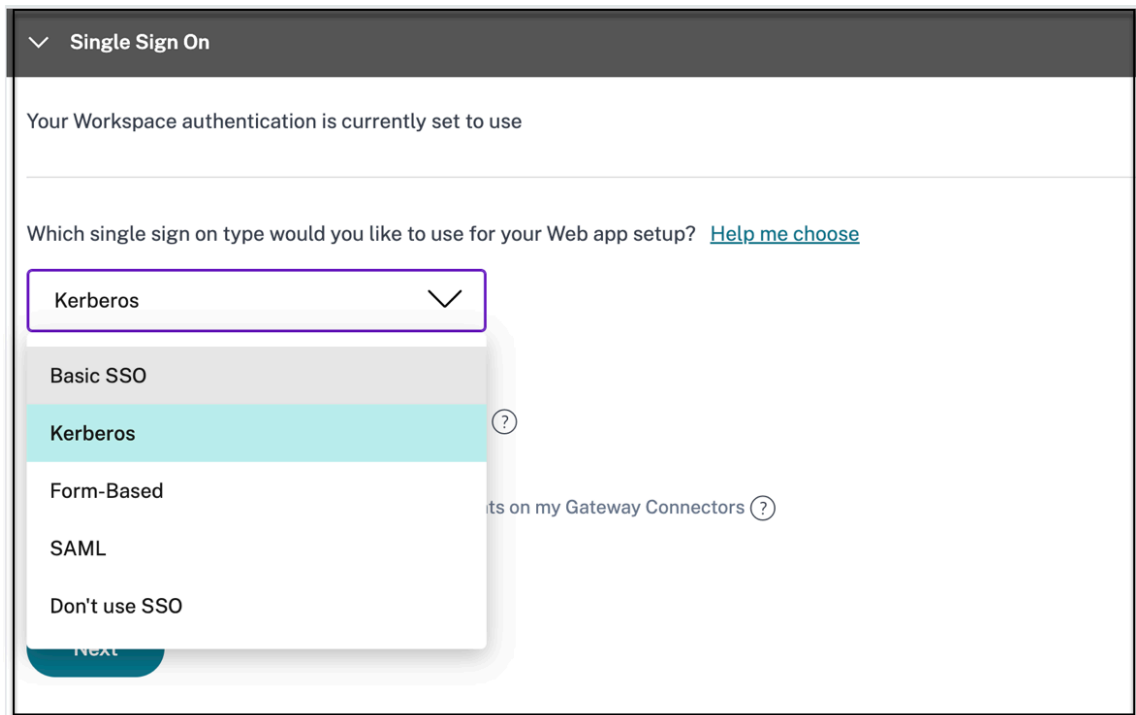 Single Sign On
Your Workspace authentication is currently set to use
Which single sign on type would you like to use for your Web app setup? Help me choose
Kerberos
Basic SSO
Kerberos
?
Form-Based
on my Gateway Connectors ?
SAML
Don't use SSO
Next